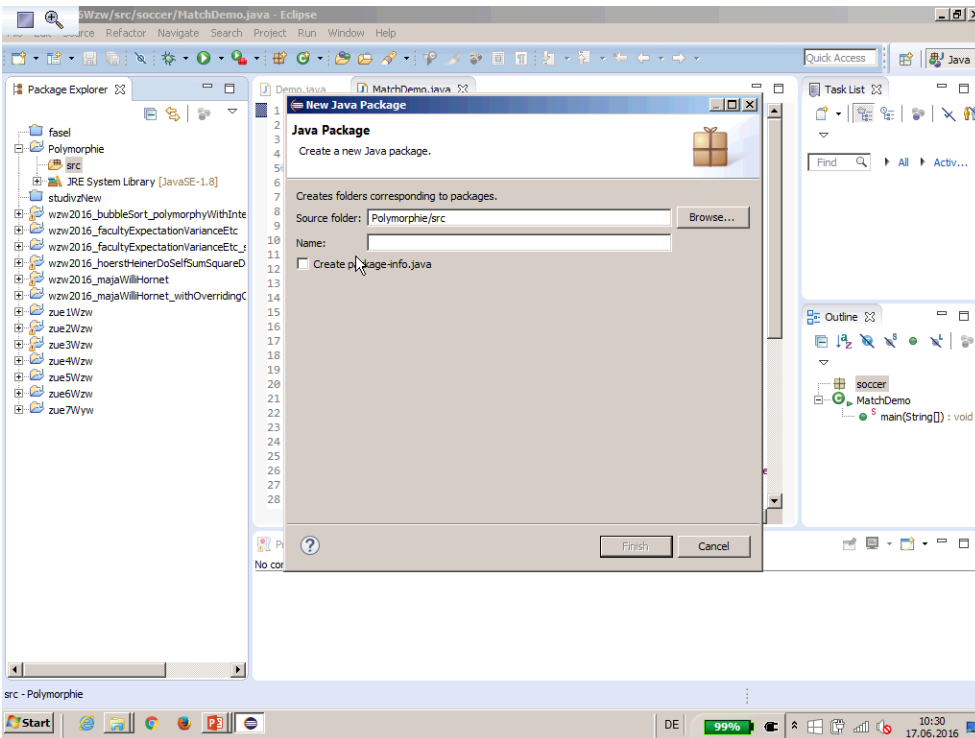 6Wzw/src/soccer/MatchDemo.java - Eclipse
Refactor Navigate Search Project Run Window Help
Quick Access
Java
Package Explorer
Demo.java
MatchDemo.java
Task List
fasel
Polymorphie
src
JRE System Library [JavaSE-1.8]
studivzNew
wzw2016_bubbleSort_polymorphyWithInte
wzw2016_facultyExpectationVarianceEtc
wzw2016_facultyExpectationVarianceEtc_s
wzw2016_hoerstHeinerDoSelfSumSquareD
wzw2016_majaWilliHornet
wzw2016_majaWilliHornet_withOverridingC
zue1Wzw
zue2Wzw
zue3Wzw
zue4Wzw
zue5Wzw
zue6Wzw
zue7Wyw
1
2
3
4
5
6
7
8
9
10
11
12
13
14
15
16
17
18
19
20
21
22
23
24
25
26
27
28
New Java Package
Java Package
Create a new Java package.
Creates folders corresponding to packages.
Source folder: Polymorphie/src
Browse...
Name:
Create package-info.java
Finish
Cancel
Find
All
Activ...
Outline
soccer
MatchDemo
main(String[]) : void
No cor
src - Polymorphie
Start
DE
99%
10:30
17.06.2016